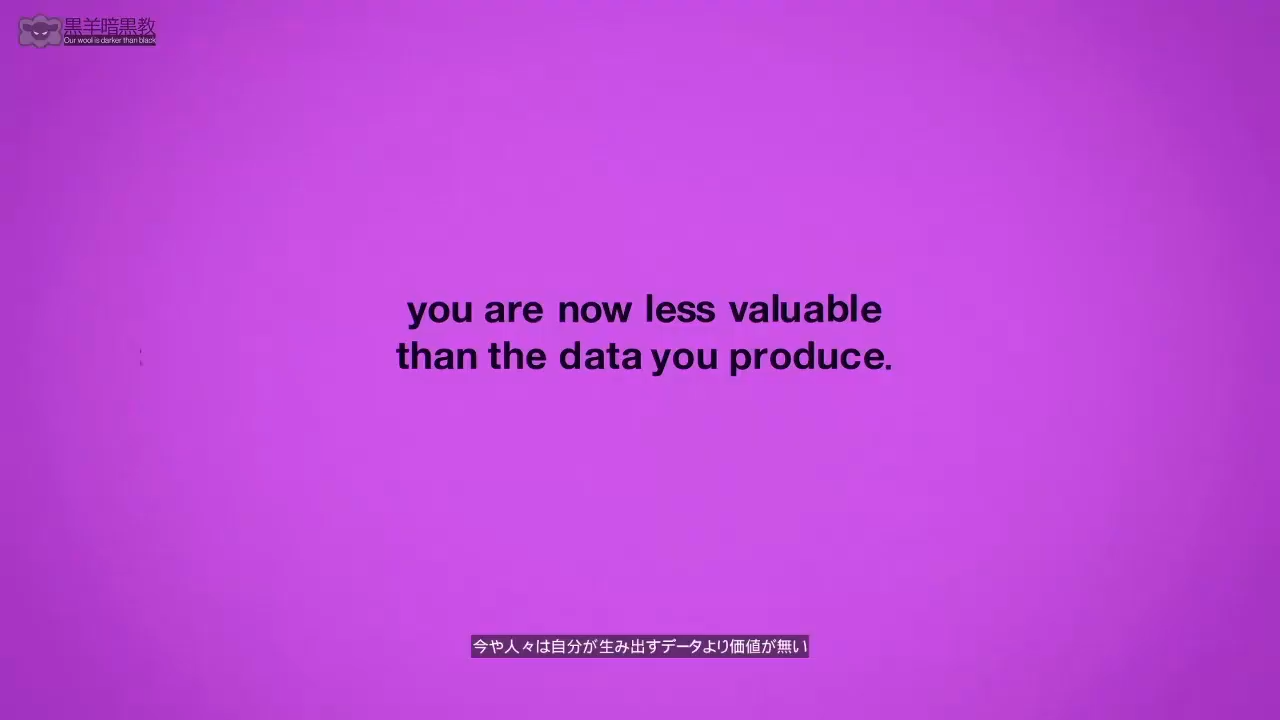 黒羊暗黒教
Our wool is darker than black
you are now less valuable
than the data you produce.
今や人々は自分が生み出すデータより価値が無い